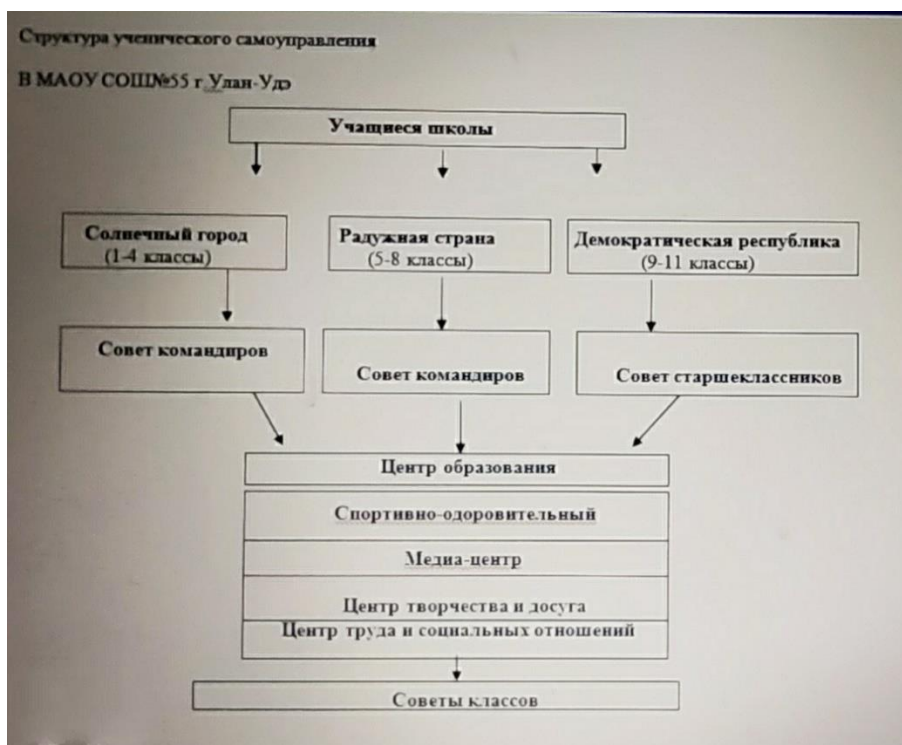 Структура ученического самоуправления
В МАОУ СОШ№55 г Улан-Удэ
Учащиеся школы
Солнечный город
(1-4 классы)
Радужная страна
(5-8 классы)
Демократическая республика
(9-11 классы)
Совет командиров
Совет командиров
Совет старшеклассников
Центр образования
Спортивно-одоровительный
Медиа-центр
Центр творчества и досуга
Центр труда и социальных отношений
Советы классов